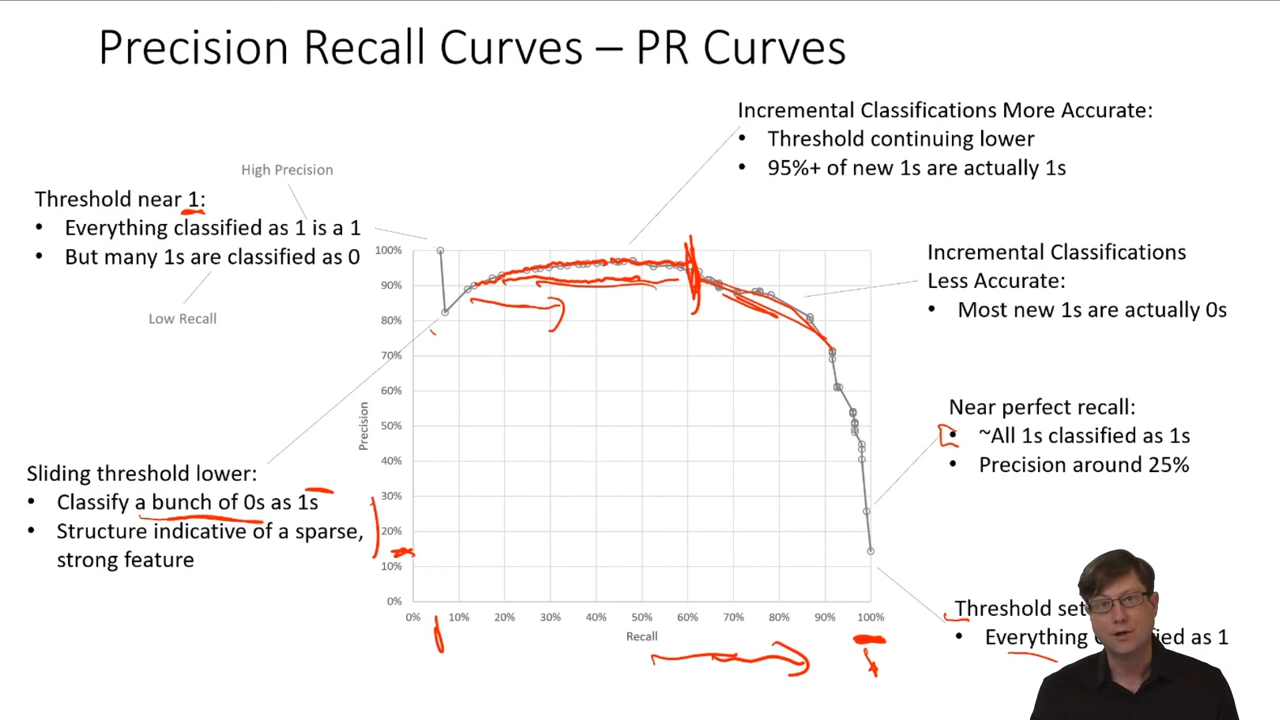 Precision Recall Curves – PR Curves
Incremental Classifications More Accurate:
• Threshold continuing lower
• 95%+ of new 1s are actually 1s
High Precision
Threshold near 1:
• Everything classified as 1 is a 1
• But many 1s are classified as 0
Low Recall
Incremental Classifications
Less Accurate:
• Most new 1s are actually 0s
Near perfect recall:
• ~All 1s classified as 1s
• Precision around 25%
Sliding threshold lower:
• Classify a bunch of 0s as 1s
• Structure indicative of a sparse,
strong feature
Threshold set
• Everything as 1
100%
90%
80%
70%
60%
50%
40%
30%
20%
10%
0%
Precision
0% 10% 20% 30% 40% 50% 60% 70% 80% 90% 100%
Recall